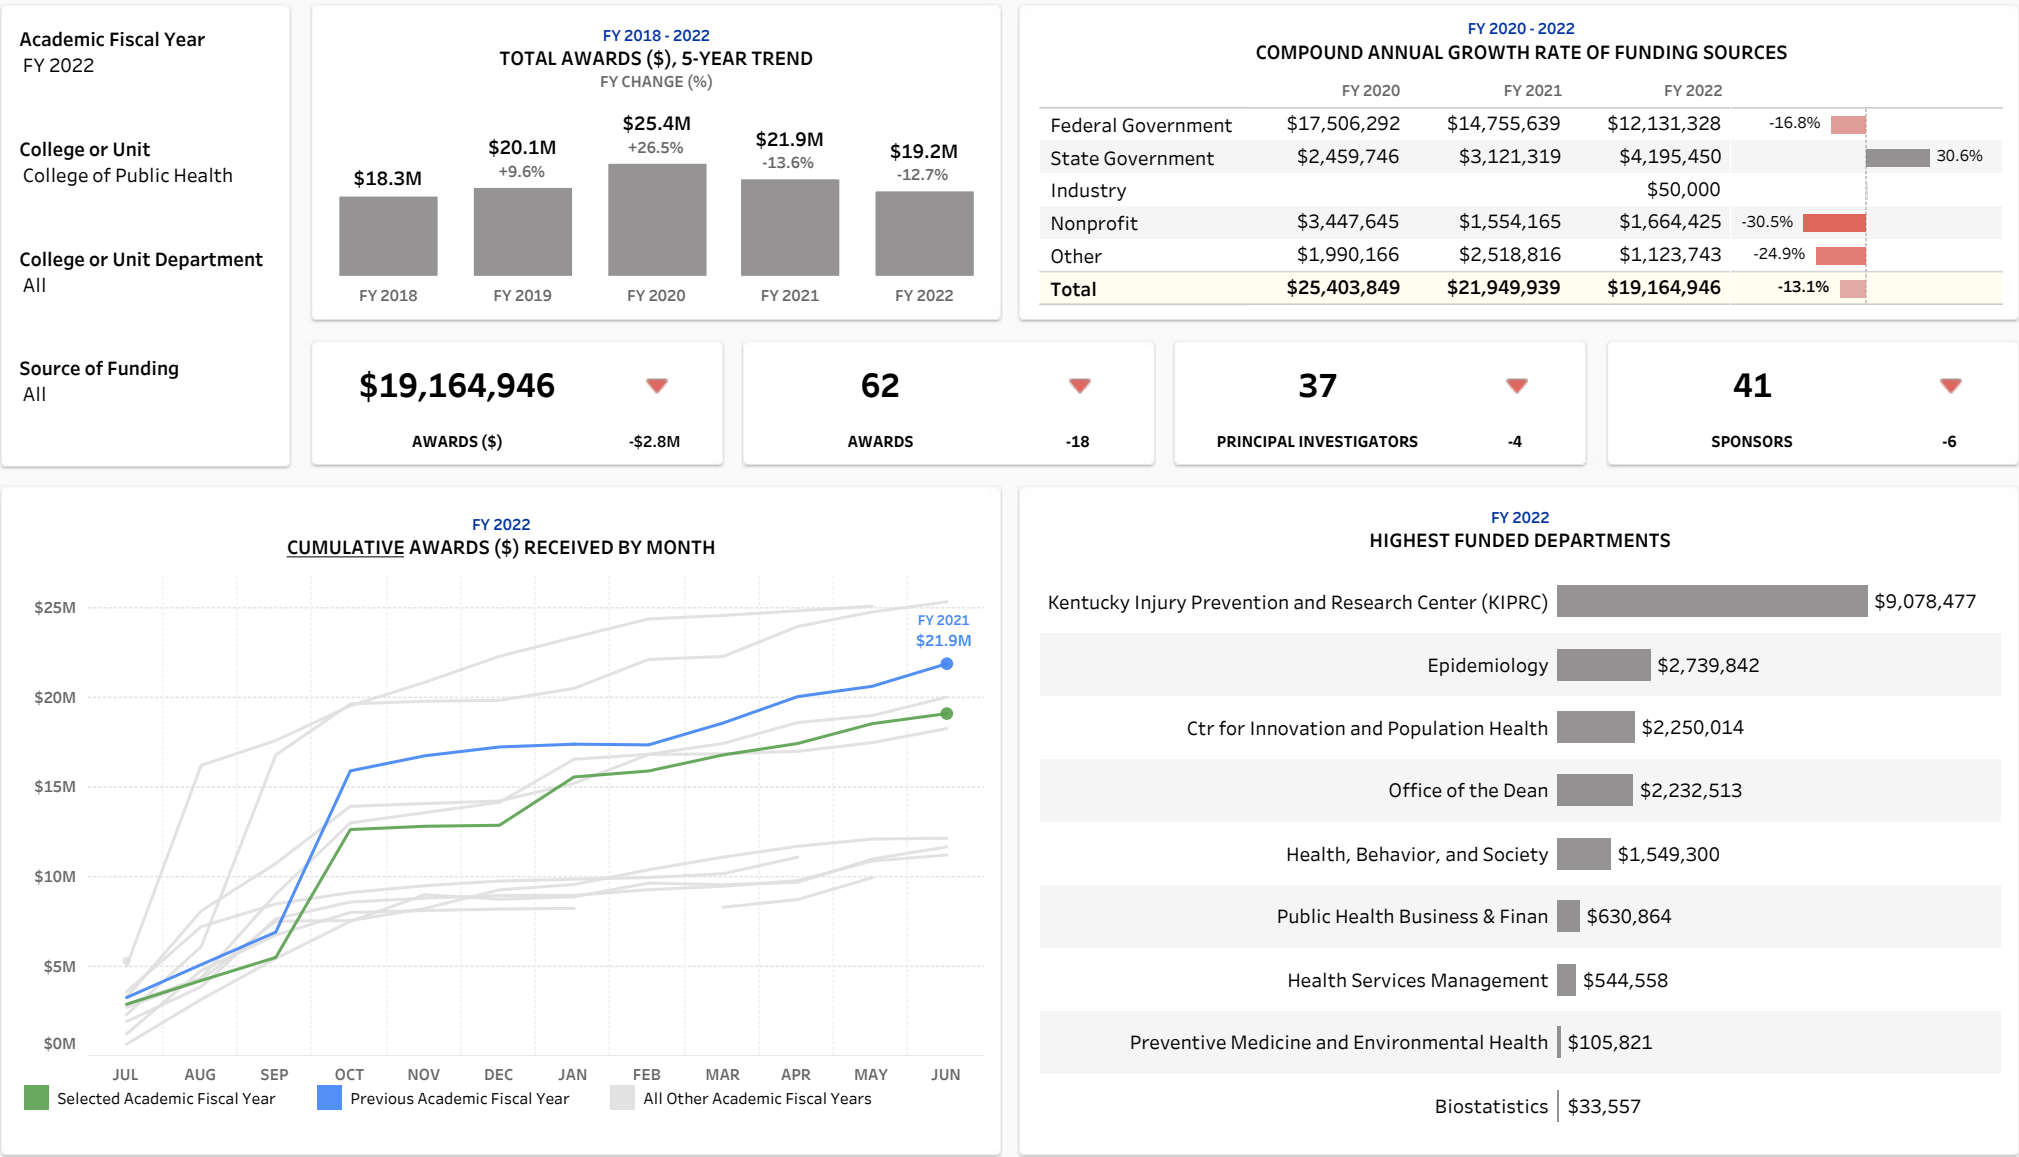 Academic Fiscal Year
FY 2022
College or Unit
College of Public Health
College or Unit Department
All
Source of Funding
All
FY 2018 - 2022
TOTAL AWARDS ($), 5-YEAR TREND
FY CHANGE (%)
$18.3M
$20.1M
+9.6%
$25.4M
+26.5%
$21.9M
-13.6%
$19.2M
-12.7%
FY 2018 FY 2019 FY 2020 FY 2021 FY 2022
FY 2020 - 2022
COMPOUND ANNUAL GROWTH RATE OF FUNDING SOURCES
FY 2020 FY 2021 FY 2022
Federal Government $17,506,292 $14,755,639 $12,131,328 -16.8%
State Government $2,459,746 $3,121,319 $4,195,450 30.6%
Industry $50,000
Nonprofit $3,447,645 $1,554,165 $1,664,425 -30.5%
Other $1,990,166 $2,518,816 $1,123,743 -24.9%
Total $25,403,849 $21,949,939 $19,164,946 -13.1%
$19,164,946
AWARDS ($) -$2.8M
62
AWARDS -18
37
PRINCIPAL INVESTIGATORS -4
41
SPONSORS -6
FY 2022
CUMULATIVE AWARDS ($) RECEIVED BY MONTH
$25M
$20M
$15M
$10M
$5M
$0M
FY 2021
$21.9M
JUL AUG SEP OCT NOV DEC JAN FEB MAR APR MAY JUN
Selected Academic Fiscal Year Previous Academic Fiscal Year All Other Academic Fiscal Years
FY 2022
HIGHEST FUNDED DEPARTMENTS
Kentucky Injury Prevention and Research Center (KIPRC) $9,078,477
Epidemiology $2,739,842
Ctr for Innovation and Population Health $2,250,014
Office of the Dean $2,232,513
Health, Behavior, and Society $1,549,300
Public Health Business & Finan $630,864
Health Services Management $544,558
Preventive Medicine and Environmental Health $105,821
Biostatistics $33,557